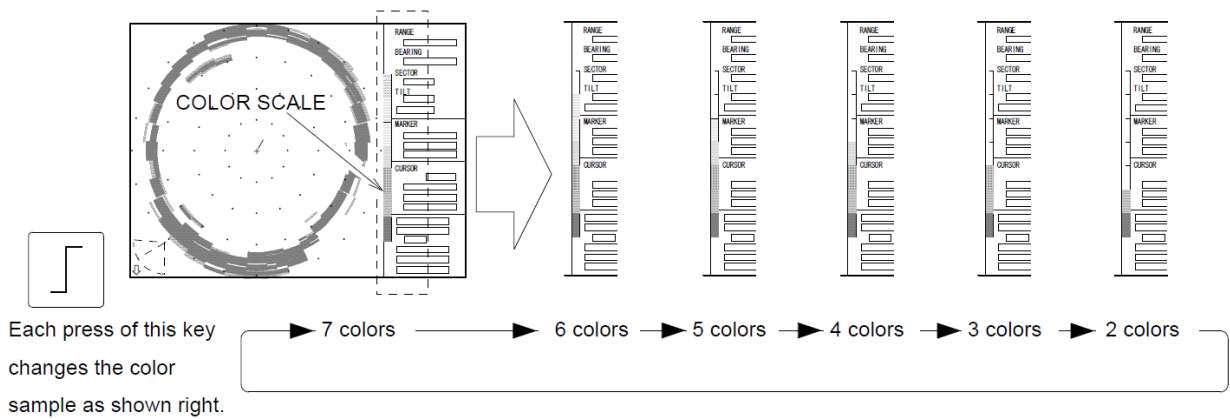 RANGE
BEARING
SECTOR
TILT
MARKER
CURSOR
COLOR SCALE
RANGE
BEARING
SECTOR
TILT
MARKER
CURSOR
RANGE
BEARING
SECTOR
TILT
MARKER
CURSOR
RANGE
BEARING
SECTOR
TILT
MARKER
CURSOR
RANGE
BEARING
SECTOR
TILT
MARKER
CURSOR
RANGE
BEARING
SECTOR
TILT
MARKER
CURSOR
Each press of this key
changes the color
sample as shown right.
7 colors
6 colors
5 colors
4 colors
3 colors
2 colors